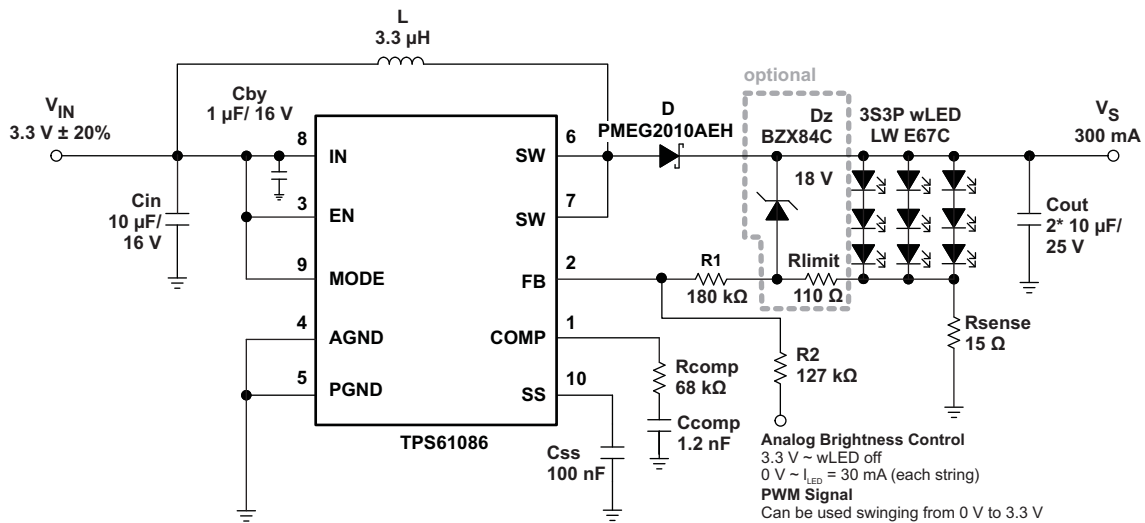 L
3.3 µH
optional
Cby
1 µF/ 16 V
V_IN
3.3 V ± 20%
D
PMEG2010AEH
Dz
BZX84C
18 V
3S3P wLED
LW E67C
V_S
300 mA
8
IN
SW
6
3
EN
SW
7
9
MODE
FB
2
4
AGND
COMP
1
5
PGND
SS
10
TPS61086
Cin
10 µF/
16 V
R1
180 kΩ
Rlimit
110 Ω
Cout
2* 10 µF/
25 V
Rsense
15 Ω
R2
127 kΩ
Rcomp
68 kΩ
Ccomp
1.2 nF
Css
100 nF
Analog Brightness Control
3.3 V ~ wLED off
0 V ~ I_LED = 30 mA (each string)
PWM Signal
Can be used swinging from 0 V to 3.3 V